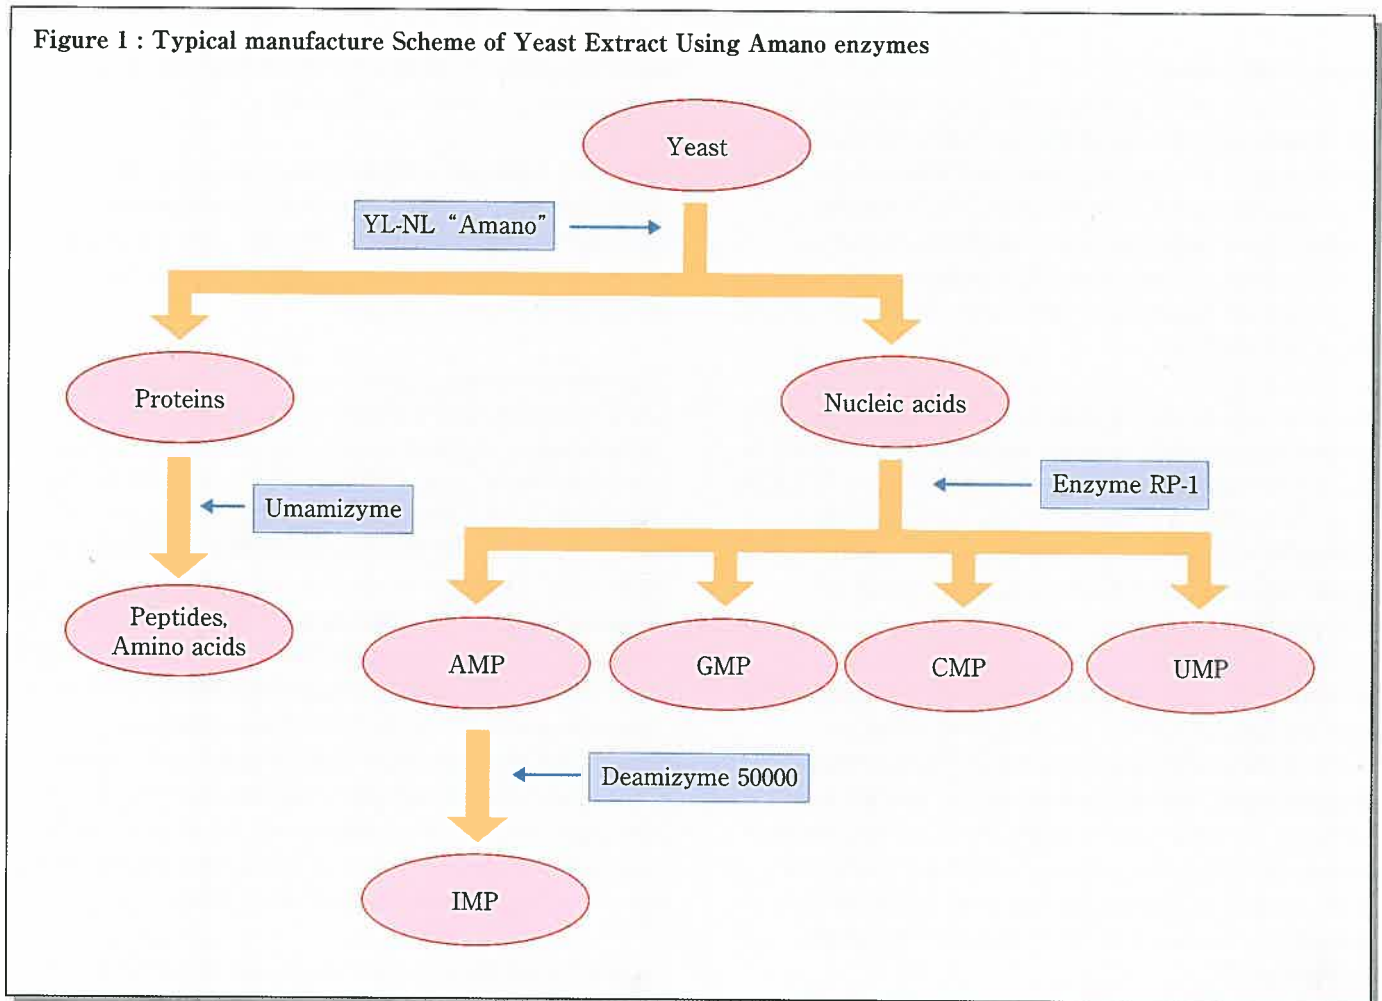 Figure 1 : Typical manufacture Scheme of Yeast Extract Using Amano enzymes
Yeast
YL-NL “Amano”
Proteins
Nucleic acids
Enzyme RP-1
Umamizyme
Peptides,
Amino acids
AMP
GMP
CMP
UMP
Deamizyme 50000
IMP